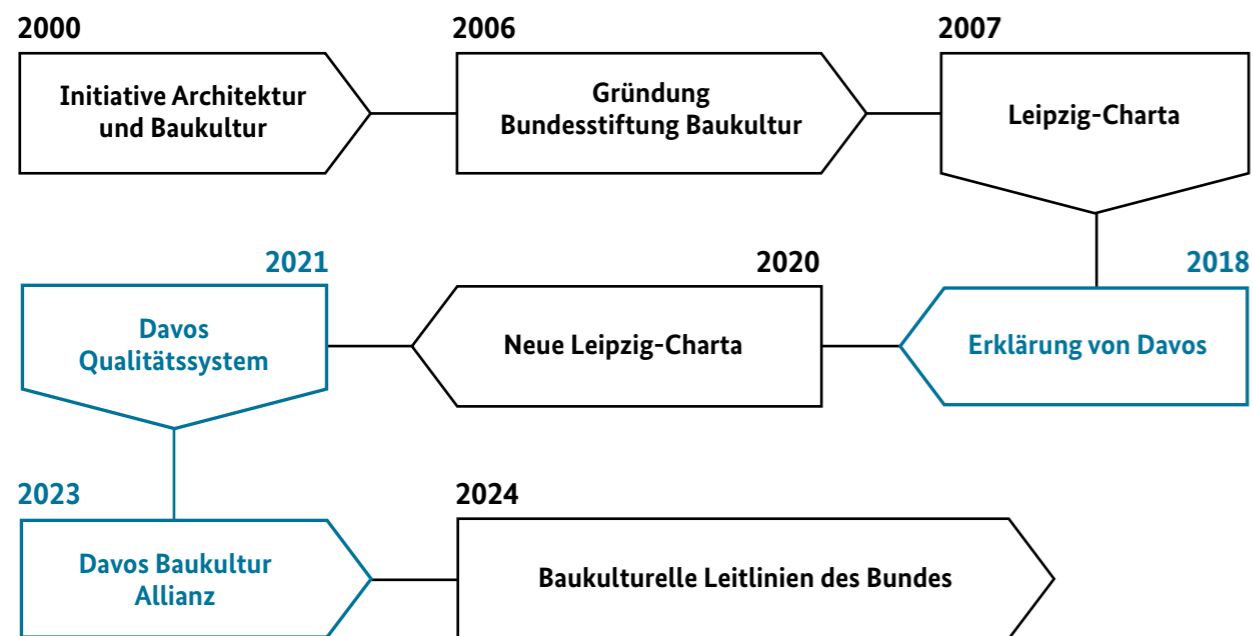 2000
Initiative Architektur
und Baukultur
2006
Gründung
Bundesstiftung Baukultur
2007
Leipzig-Charta
2018
Erklärung von Davos
2020
Neue Leipzig-Charta
2021
Davos
Qualitätssystem
2023
Davos Baukultur
Allianz
2024
Baukulturelle Leitlinien des Bundes